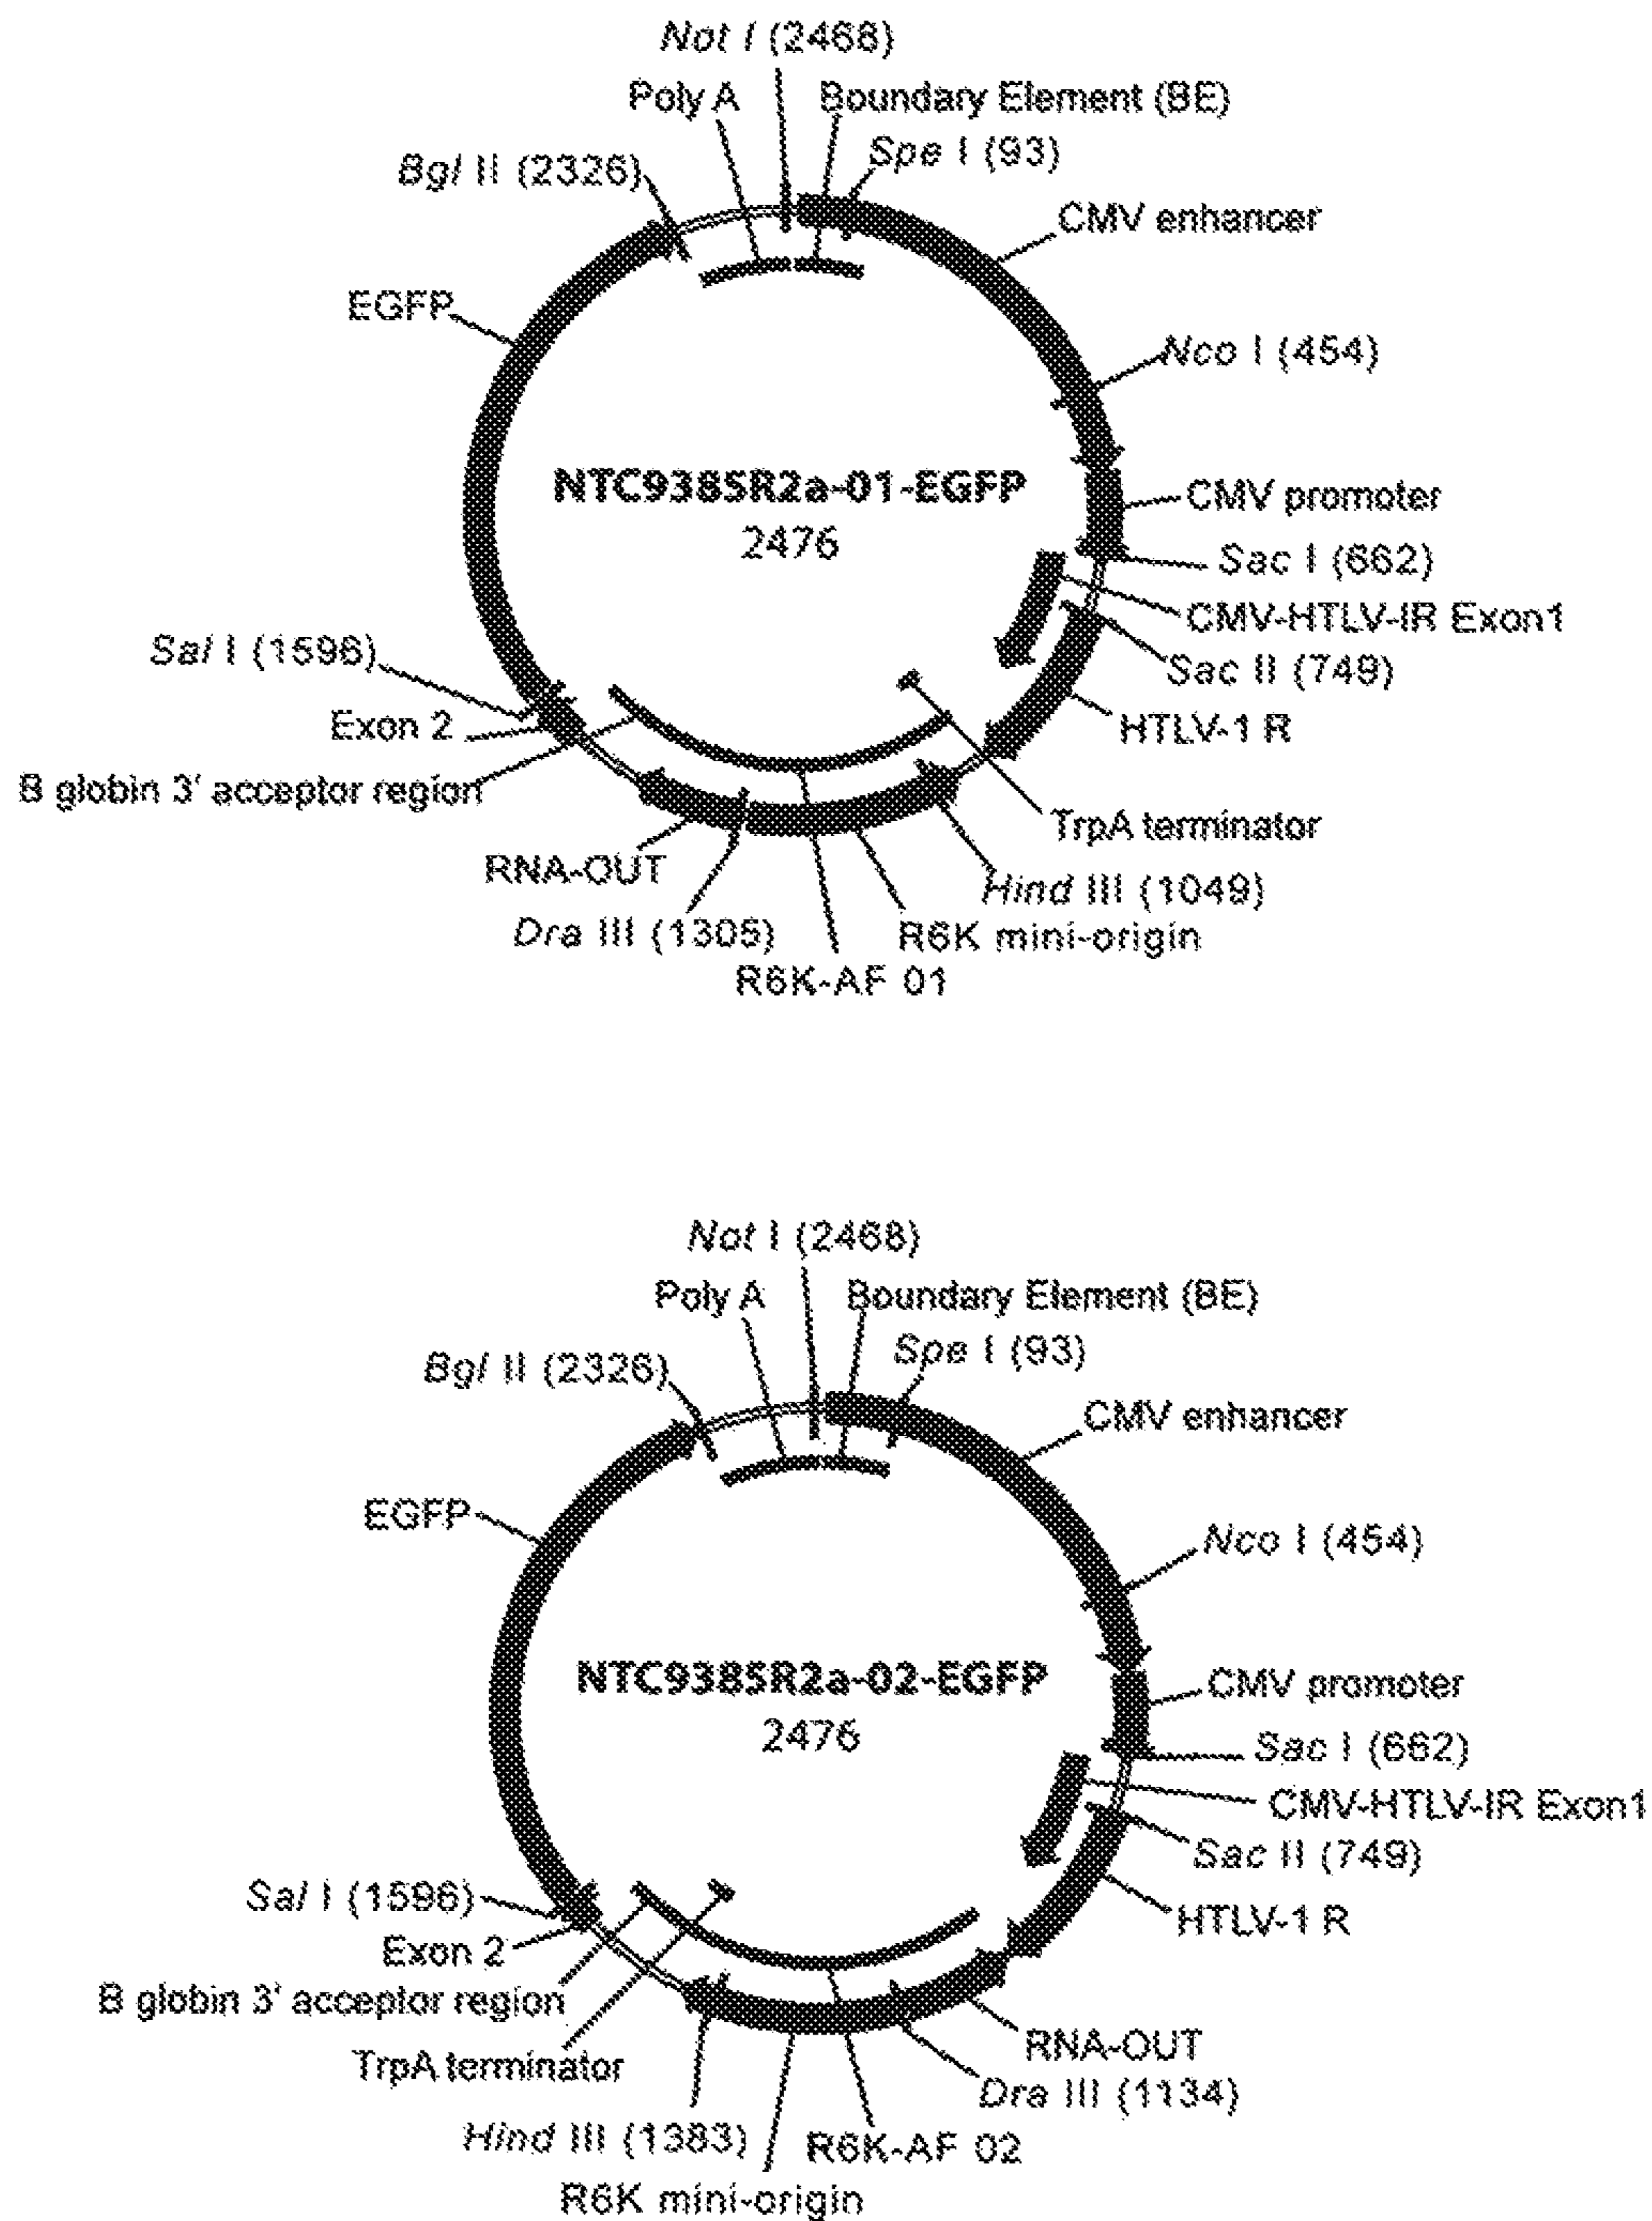 Not I (2468)
Poly A
Boundary Element (BE)
Bgl II (2326)
Spe I (93)
CMV enhancer
EGFP
Nco I (454)
NTC9385R2a-01-EGFP
2476
CMV promoter
Sac I (662)
CMV-HTLV-IR Exon1
Sal I (1596)
Sac II (749)
Exon 2
HTLV-1 R
B globin 3' acceptor region
TrpA terminator
RNA-OUT
Hind III (1049)
Dra III (1305)
R6K mini-origin
R6K-AF 01
Not I (2468)
Poly A
Boundary Element (BE)
Bgl II (2326)
Spe I (93)
CMV enhancer
EGFP
Nco I (454)
NTC9385R2a-02-EGFP
2476
CMV promoter
Sac I (662)
CMV-HTLV-IR Exon1
Sac II (749)
Sal I (1596)
HTLV-1 R
Exon 2
B globin 3' acceptor region
RNA-OUT
TrpA terminator
Dra III (1134)
Hind III (1383)
R6K-AF 02
R6K mini-origin